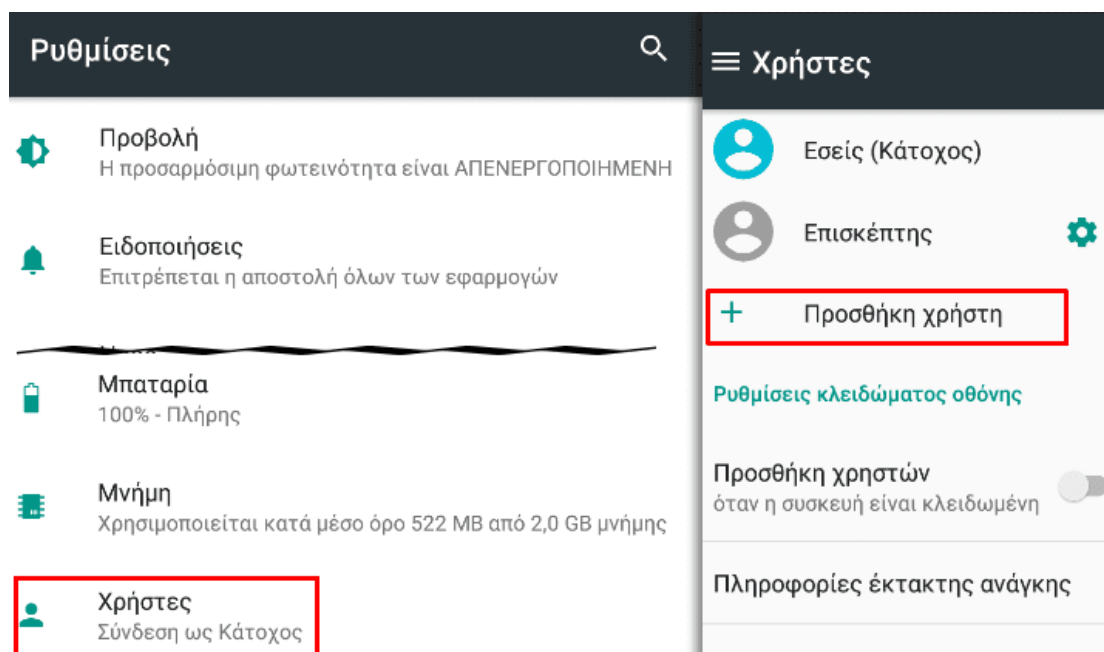 Ρυθμίσεις
Προβολή
Η προσαρμόσιμη φωτεινότητα είναι ΑΠΕΝΕΡΓΟΠΟΙΗΜΕΝΗ
Ειδοποιήσεις
Επιτρέπεται η αποστολή όλων των εφαρμογών
Μπαταρία
100% - Πλήρης
Μνήμη
Χρησιμοποιείται κατά μέσο όρο 522 MB από 2,0 GB μνήμης
Χρήστες
Σύνδεση ως Κάτοχος
Χρήστες
Εσείς (Κάτοχος)
Επισκέπτης
Προσθήκη χρήστη
Ρυθμίσεις κλειδώματος οθόνης
Προσθήκη χρηστών
όταν η συσκευή είναι κλειδωμένη
Πληροφορίες έκτακτης ανάγκης